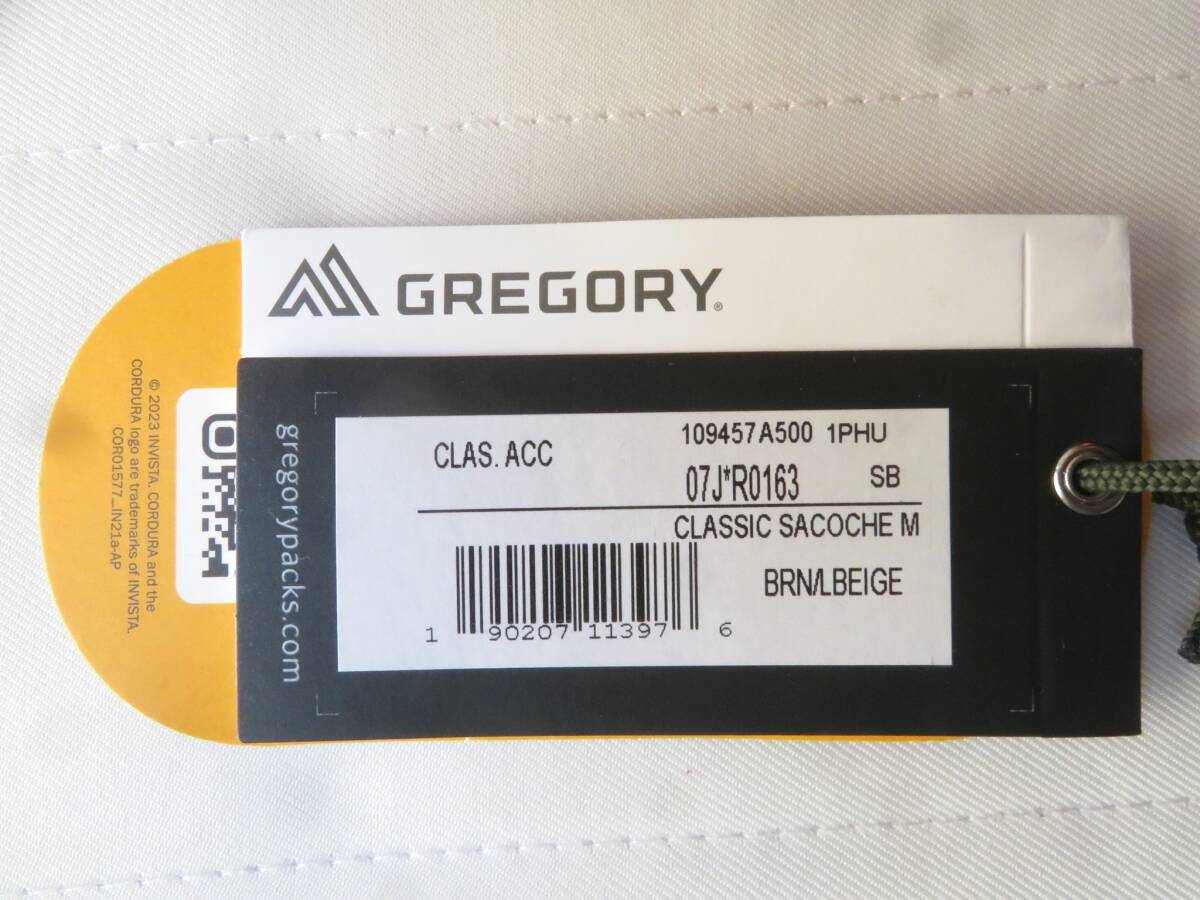 GREGORY®
CLAS. ACC
109457A500 1PHU
07J*R0163 SB
CLASSIC SACOCHE M
BRN/LBEIGE
1 90207 11397 6
gregorypacks.com
© 2023 INVISTA. CORDURA and the
CORDURA logo are trademarks of INVISTA.
COR01577_IN21a-AP